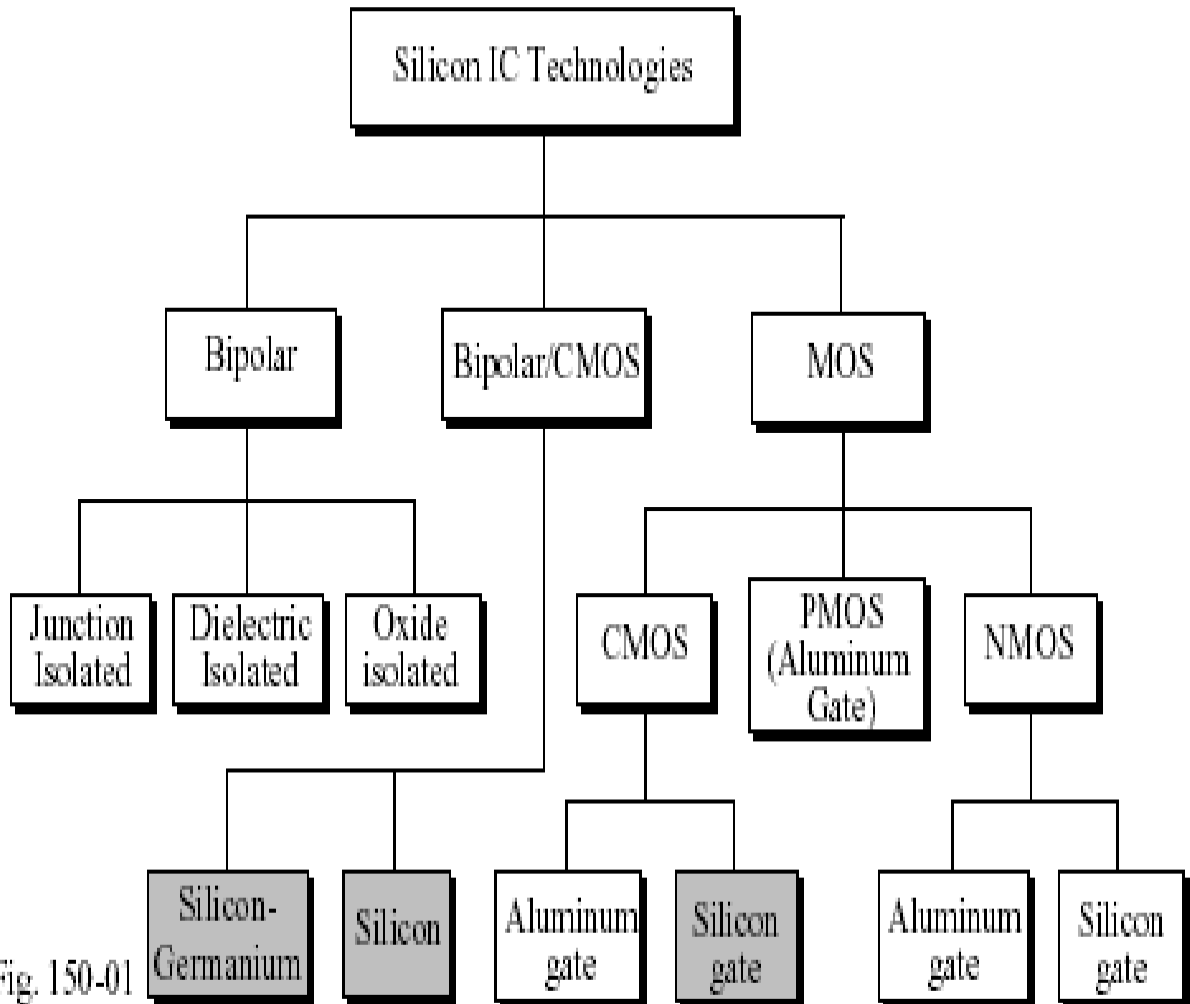 Silicon IC Technologies
Bipolar
Bipolar/CMOS
MOS
Junction
Isolated
Dielectric
Isolated
Oxide
isolated
CMOS
PMOS
(Aluminum
Gate)
NMOS
Silicon-
Germanium
Silicon
Aluminum
gate
Silicon
gate
Aluminum
gate
Silicon
gate
Fig. 150-01